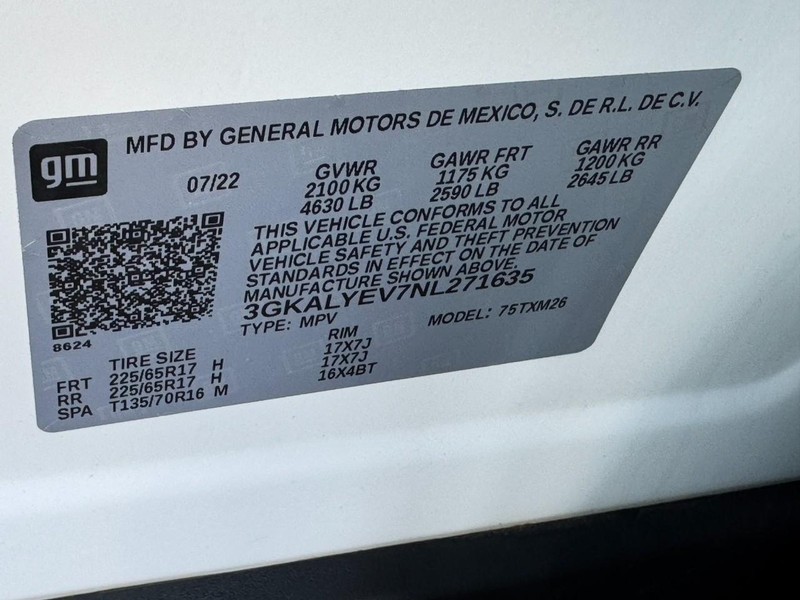 gm
MFD BY GENERAL MOTORS DE MEXICO, S. DE R.L. DE C.V.
07/22
GVWR GAWR FRT GAWR RR
2100 KG 1175 KG 1200 KG
4630 LB 2590 LB 2645 LB
THIS VEHICLE CONFORMS TO ALL
APPLICABLE U.S. FEDERAL MOTOR
VEHICLE SAFETY AND THEFT PREVENTION
STANDARDS IN EFFECT ON THE DATE OF
MANUFACTURE SHOWN ABOVE.
3GKALYEV7NL271635
TYPE: MPV MODEL: 75TXM26
8624
TIRE SIZE RIM
FRT 225/65R17 H 17X7J
RR 225/65R17 H 17X7J
SPA T135/70R16 M 16X4BT